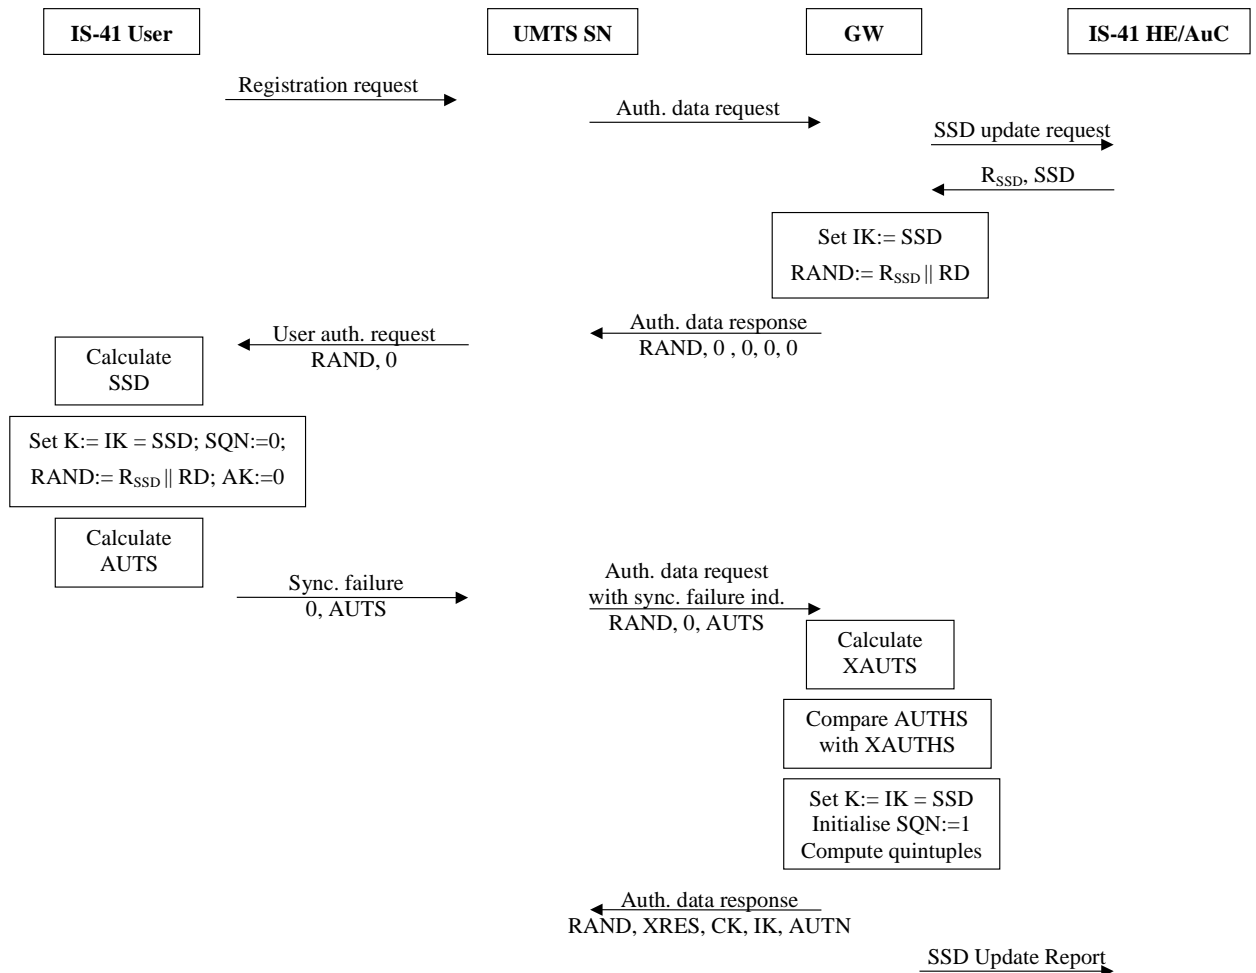 IS-41 User
UMTS SN
GW
IS-41 HE/AuC
Registration request
Auth. data request
SSD update request
RSSD, SSD
Set IK:= SSD
RAND:= RSSD || RD
Auth. data response
RAND, 0 , 0, 0, 0
User auth. request
RAND, 0
Calculate
SSD
Set K:= IK = SSD; SQN:=0;
RAND:= RSSD || RD; AK:=0
Calculate
AUTS
Sync. failure
0, AUTS
Auth. data request
with sync. failure ind.
RAND, 0, AUTS
Calculate
XAUTS
Compare AUTHS
with XAUTHS
Set K:= IK = SSD
Initialise SQN:=1
Compute quintuples
Auth. data response
RAND, XRES, CK, IK, AUTN
SSD Update Report